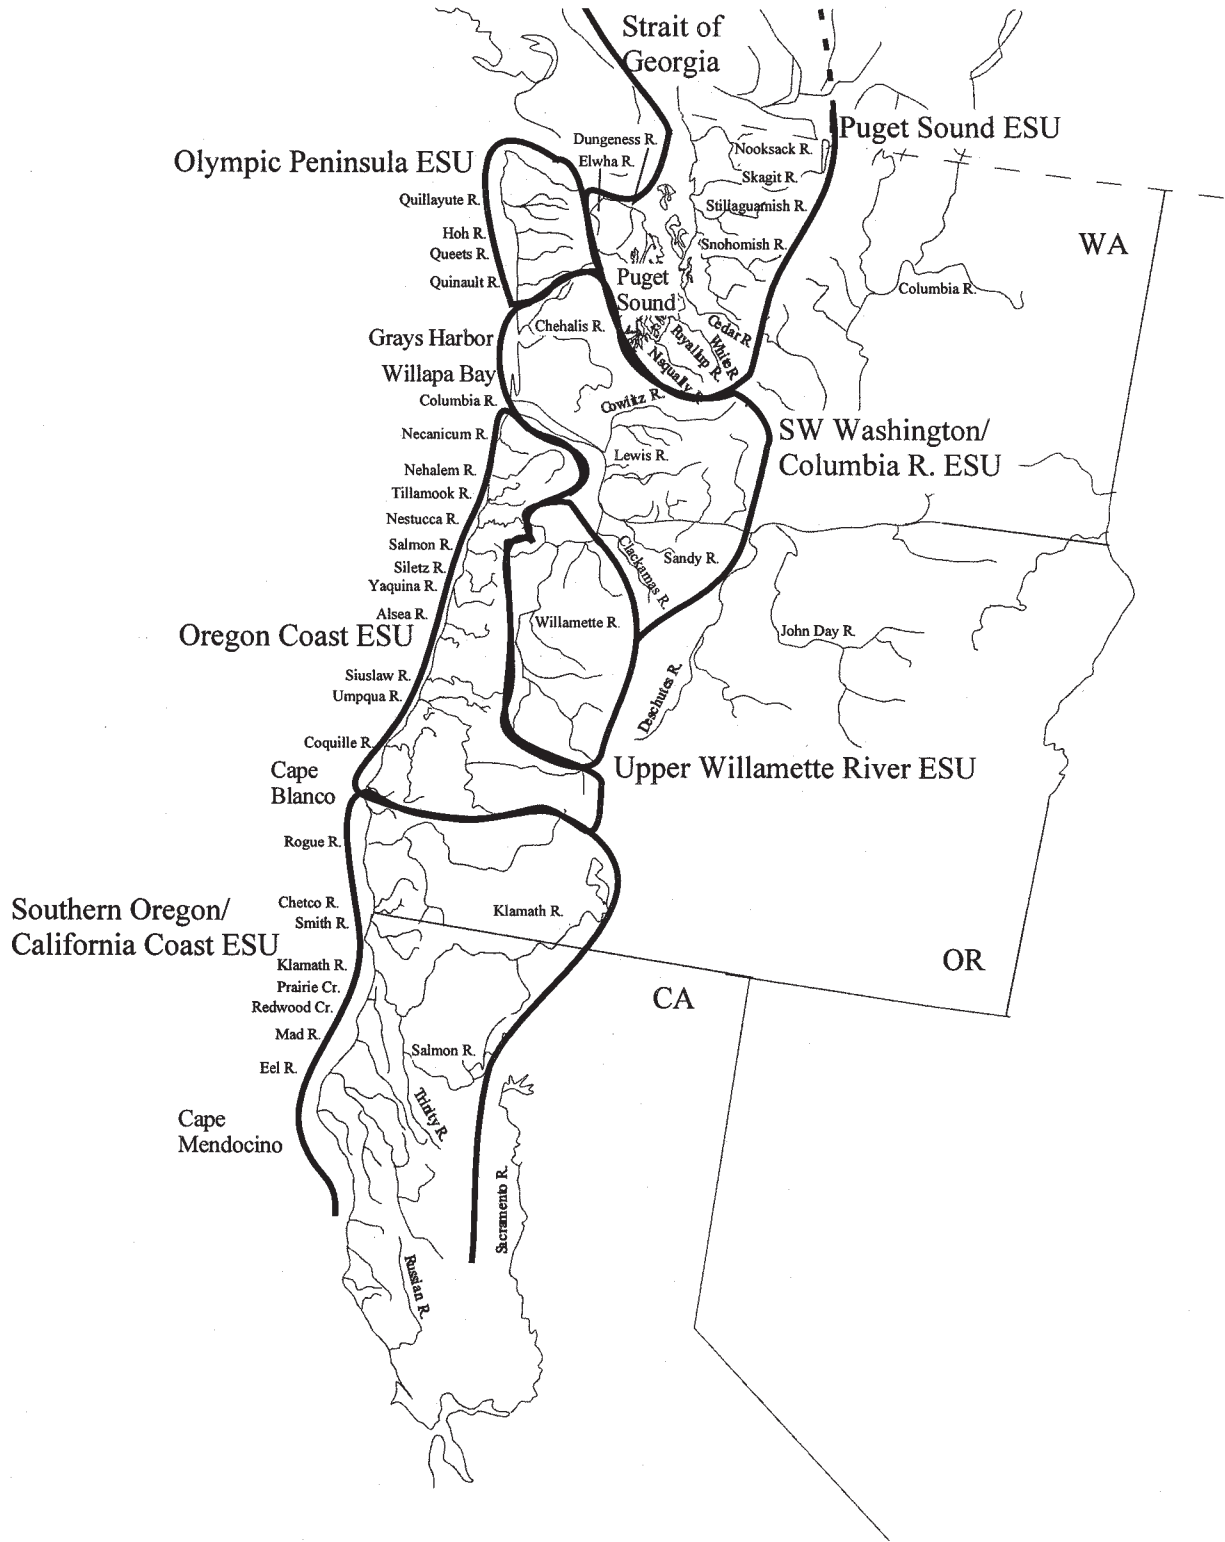 Strait of
Georgia
Puget Sound ESU
Dungeness R.
Elwha R.
Nooksack R.
Skagit R.
Stillaguamish R.
Snohomish R.
Olympic Peninsula ESU
Quillayute R.
Hoh R.
Queets R.
Quinault R.
WA
Columbia R.
Puget
Sound
Cedar R.
White R.
Puyallup R.
Nisqually R.
Chehalis R.
Grays Harbor
Willapa Bay
Columbia R.
Cowlitz R.
SW Washington/
Columbia R. ESU
Lewis R.
Necanicum R.
Nehalem R.
Tillamook R.
Nestucca R.
Salmon R.
Siletz R.
Yaquina R.
Alsea R.
Oregon Coast ESU
Siuslaw R.
Umpqua R.
Coquille R.
Clackamas R.
Sandy R.
Willamette R.
John Day R.
Deschutes R.
Upper Willamette River ESU
Cape
Blanco
Rogue R.
Chetco R.
Smith R.
Southern Oregon/
California Coast ESU
Klamath R.
OR
CA
Klamath R.
Prairie Cr.
Redwood Cr.
Mad R.
Eel R.
Salmon R.
Trinity R.
Cape
Mendocino
Sacramento R.
Russian R.